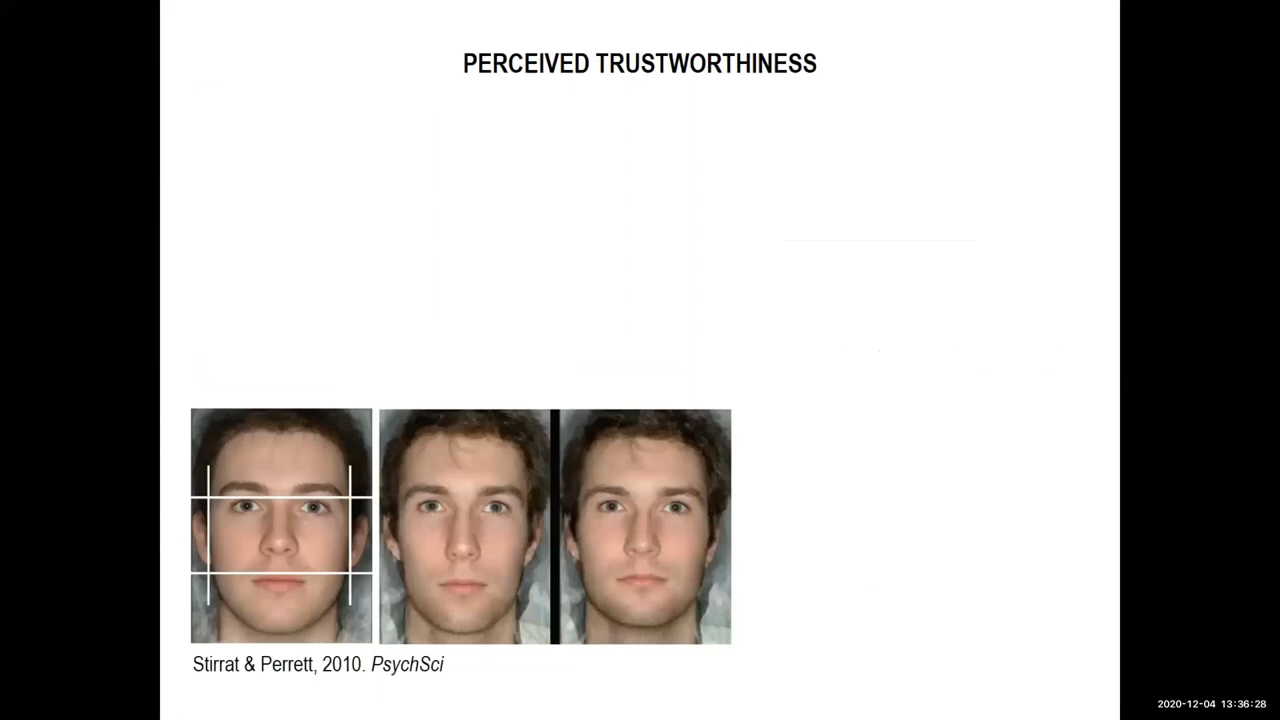 PERCEIVED TRUSTWORTHINESS
Stirrat & Perrett, 2010. PsychSci
2020-12-04 13:36:28